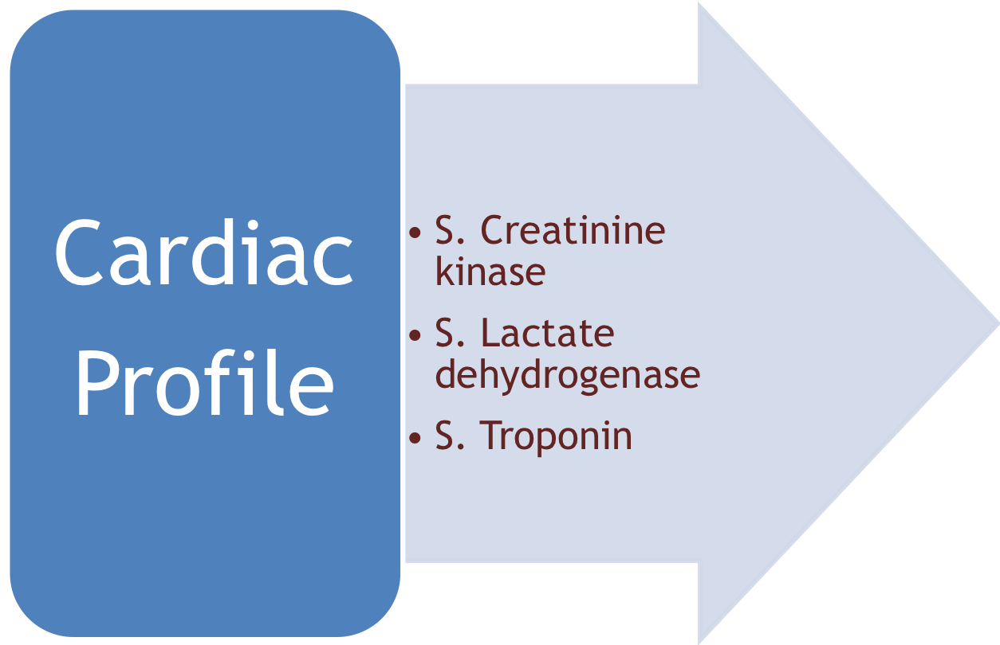 Cardiac
Profile
• S. Creatinine
kinase
• S. Lactate
dehydrogenase
• S. Troponin